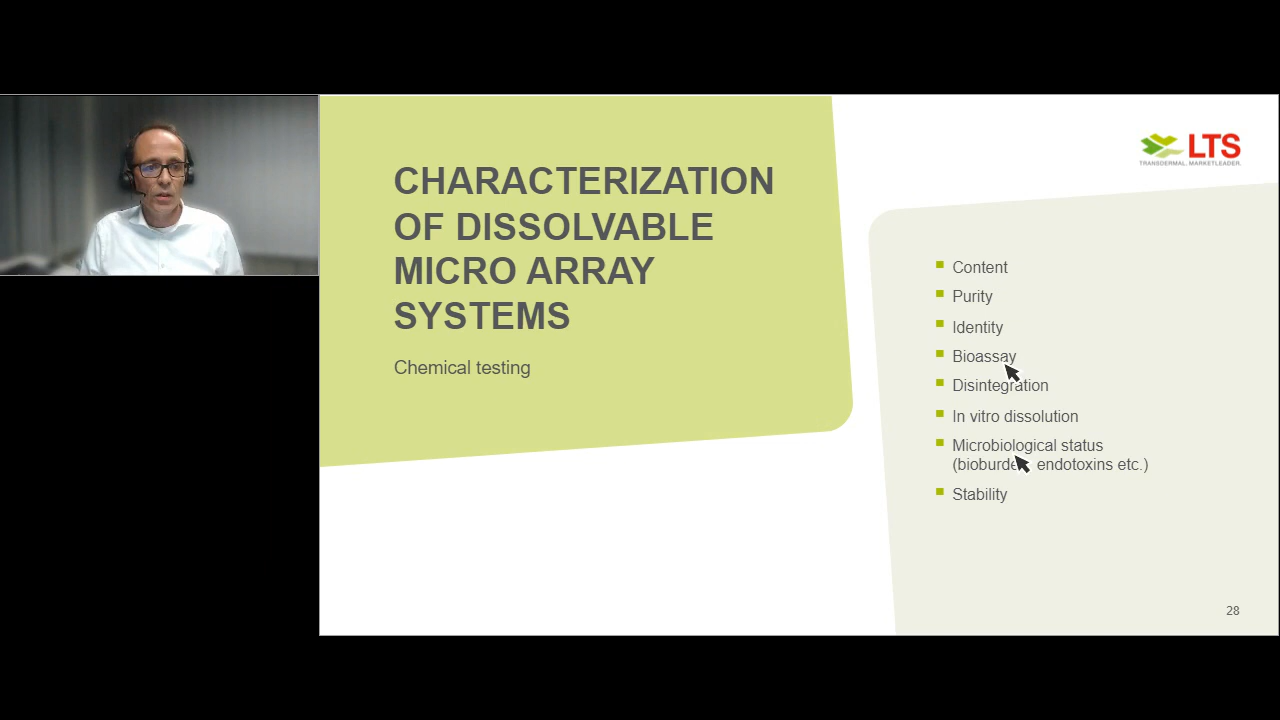 CHARACTERIZATION
OF DISSOLVABLE
MICRO ARRAY
SYSTEMS
Chemical testing
LTS
TRANSDERMAL. MARKETLEADER.
Content
Purity
Identity
Bioassay
Disintegration
In vitro dissolution
Microbiological status
endotoxins etc.)
Stability
28